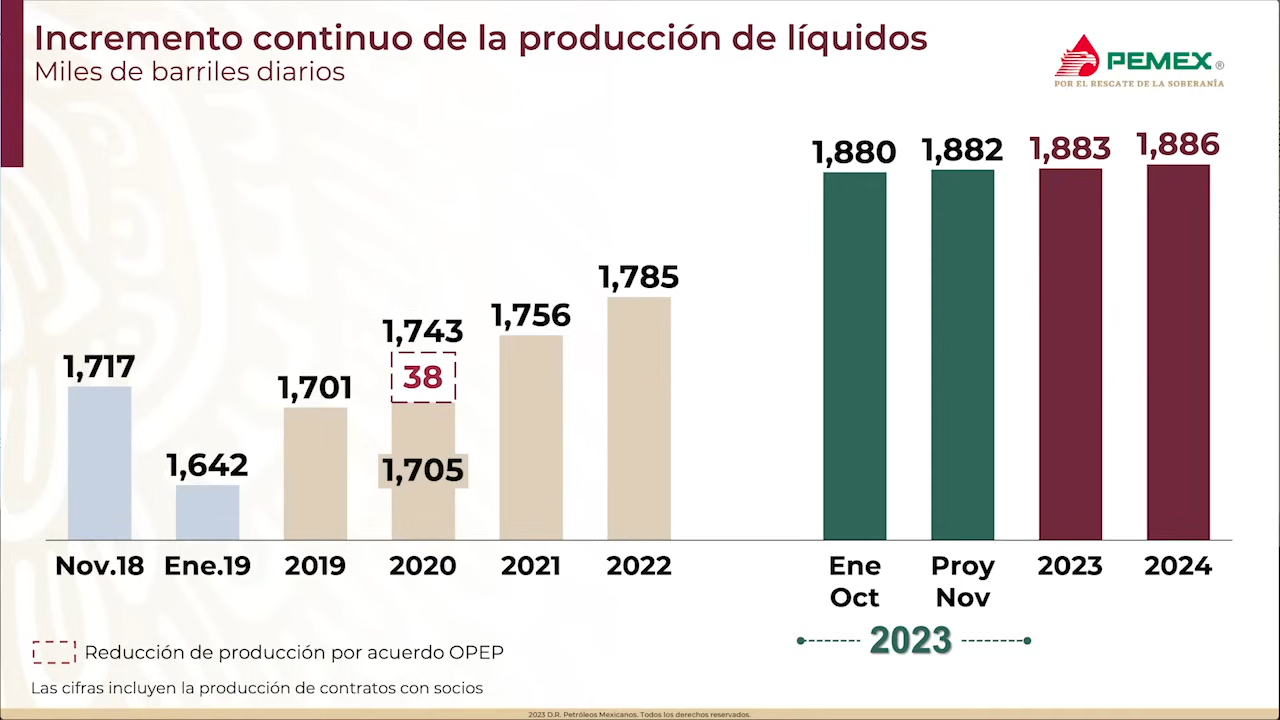 Incremento continuo de la producción de líquidos
Miles de barriles diarios
PEMEX®
POR EL RESCATE DE LA SOBERANÍA
1,717
1,642
1,701
1,743
38
1,705
1,756
1,785
1,880
1,882
1,883
1,886
Nov.18
Ene.19
2019
2020
2021
2022
Ene
Oct
Proy
Nov
2023
2024
2023
Reducción de producción por acuerdo OPEP
Las cifras incluyen la producción de contratos con socios
2023 D.R. Petróleos Mexicanos. Todos los derechos reservados.